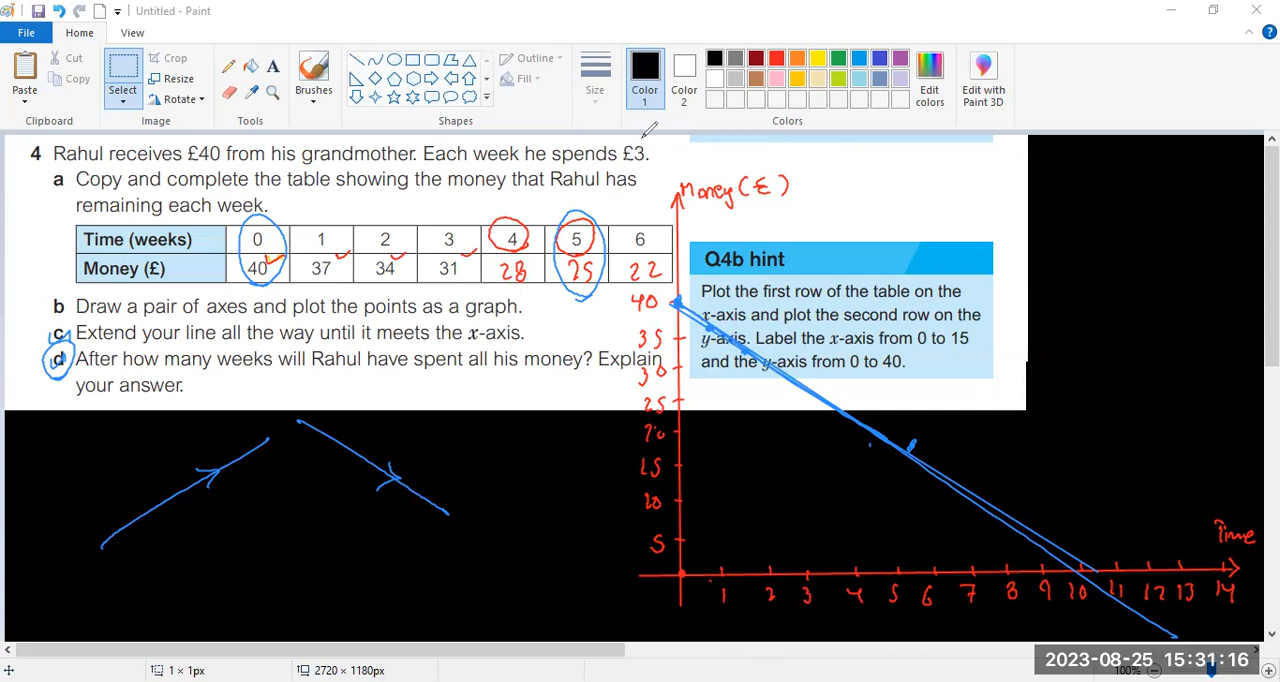 Untitled - Paint
File Home View
Paste
Cut
Copy
Clipboard
Select
Crop
Resize
Rotate
Image
Tools
Brushes
Shapes
Outline
Fill
Size
Color 1
Color 2
Edit colors
Edit with Paint 3D
Colors
4 Rahul receives £40 from his grandmother. Each week he spends £3.
a Copy and complete the table showing the money that Rahul has
remaining each week.
Time (weeks) 0 1 2 3 4 5 6
Money (£) 40 37 34 31 28 25 22
b Draw a pair of axes and plot the points as a graph.
c Extend your line all the way until it meets the x-axis.
d After how many weeks will Rahul have spent all his money? Explain
your answer.
Money (£)
Q4b hint
Plot the first row of the table on the
x-axis and plot the second row on the
y-axis. Label the x-axis from 0 to 15
and the y-axis from 0 to 40.
40
35
30
25
20
15
10
5
Time
1 2 3 4 5 6 7 8 9 10 11 12 13 14
1 × 1px
2720 × 1180px
100%
2023-08-25 15:31:16